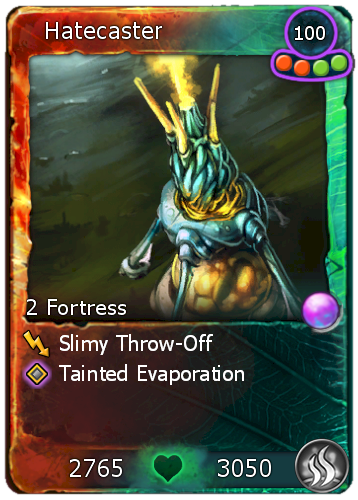 Hatecaster
100
2 Fortress
Slimy Throw-Off
Tainted Evaporation
2765 3050